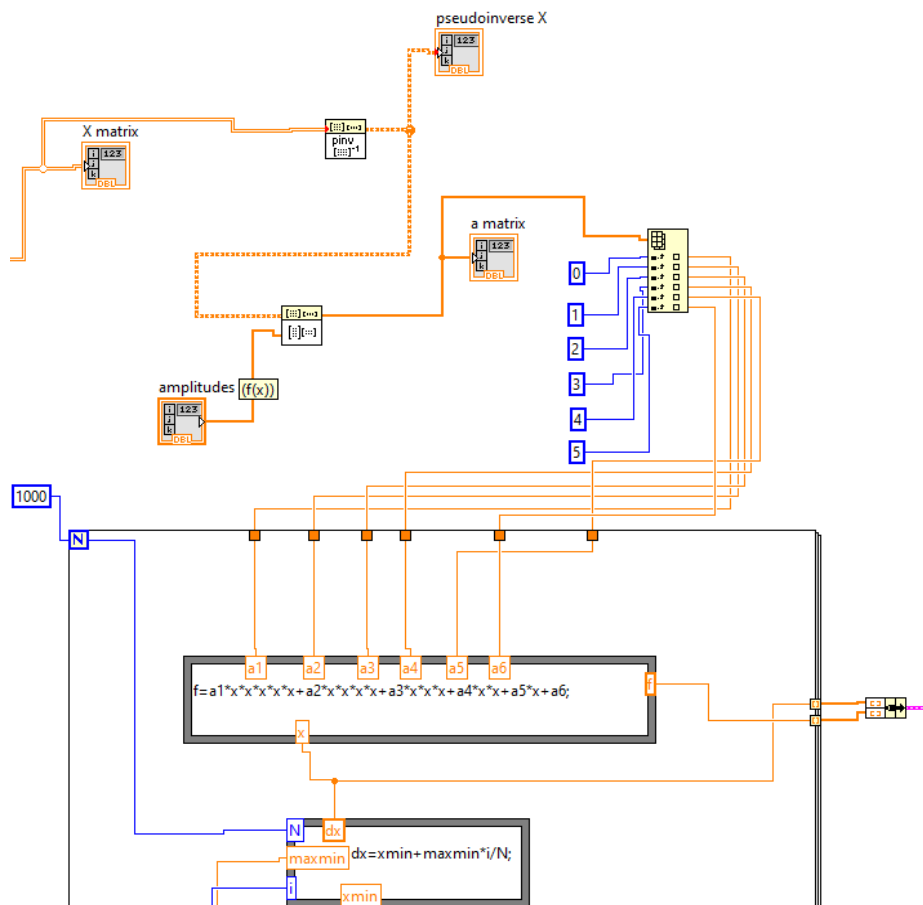 pseudoinverse X
i
j
k
123
DBL
X matrix
i
j
k
123
DBL
pinv
-1
a matrix
i
j
k
123
DBL
0
1
2
3
4
5
amplitudes
(f(x))
i
j
k
123
DBL
1000
N
a1
a2
a3
a4
a5
a6
f=a1*x*x*x*x*x+a2*x*x*x*x+a3*x*x*x+a4*x*x+a5*x+a6;
f
x
N
dx
maxmin
dx=xmin+maxmin*i/N;
i
xmin